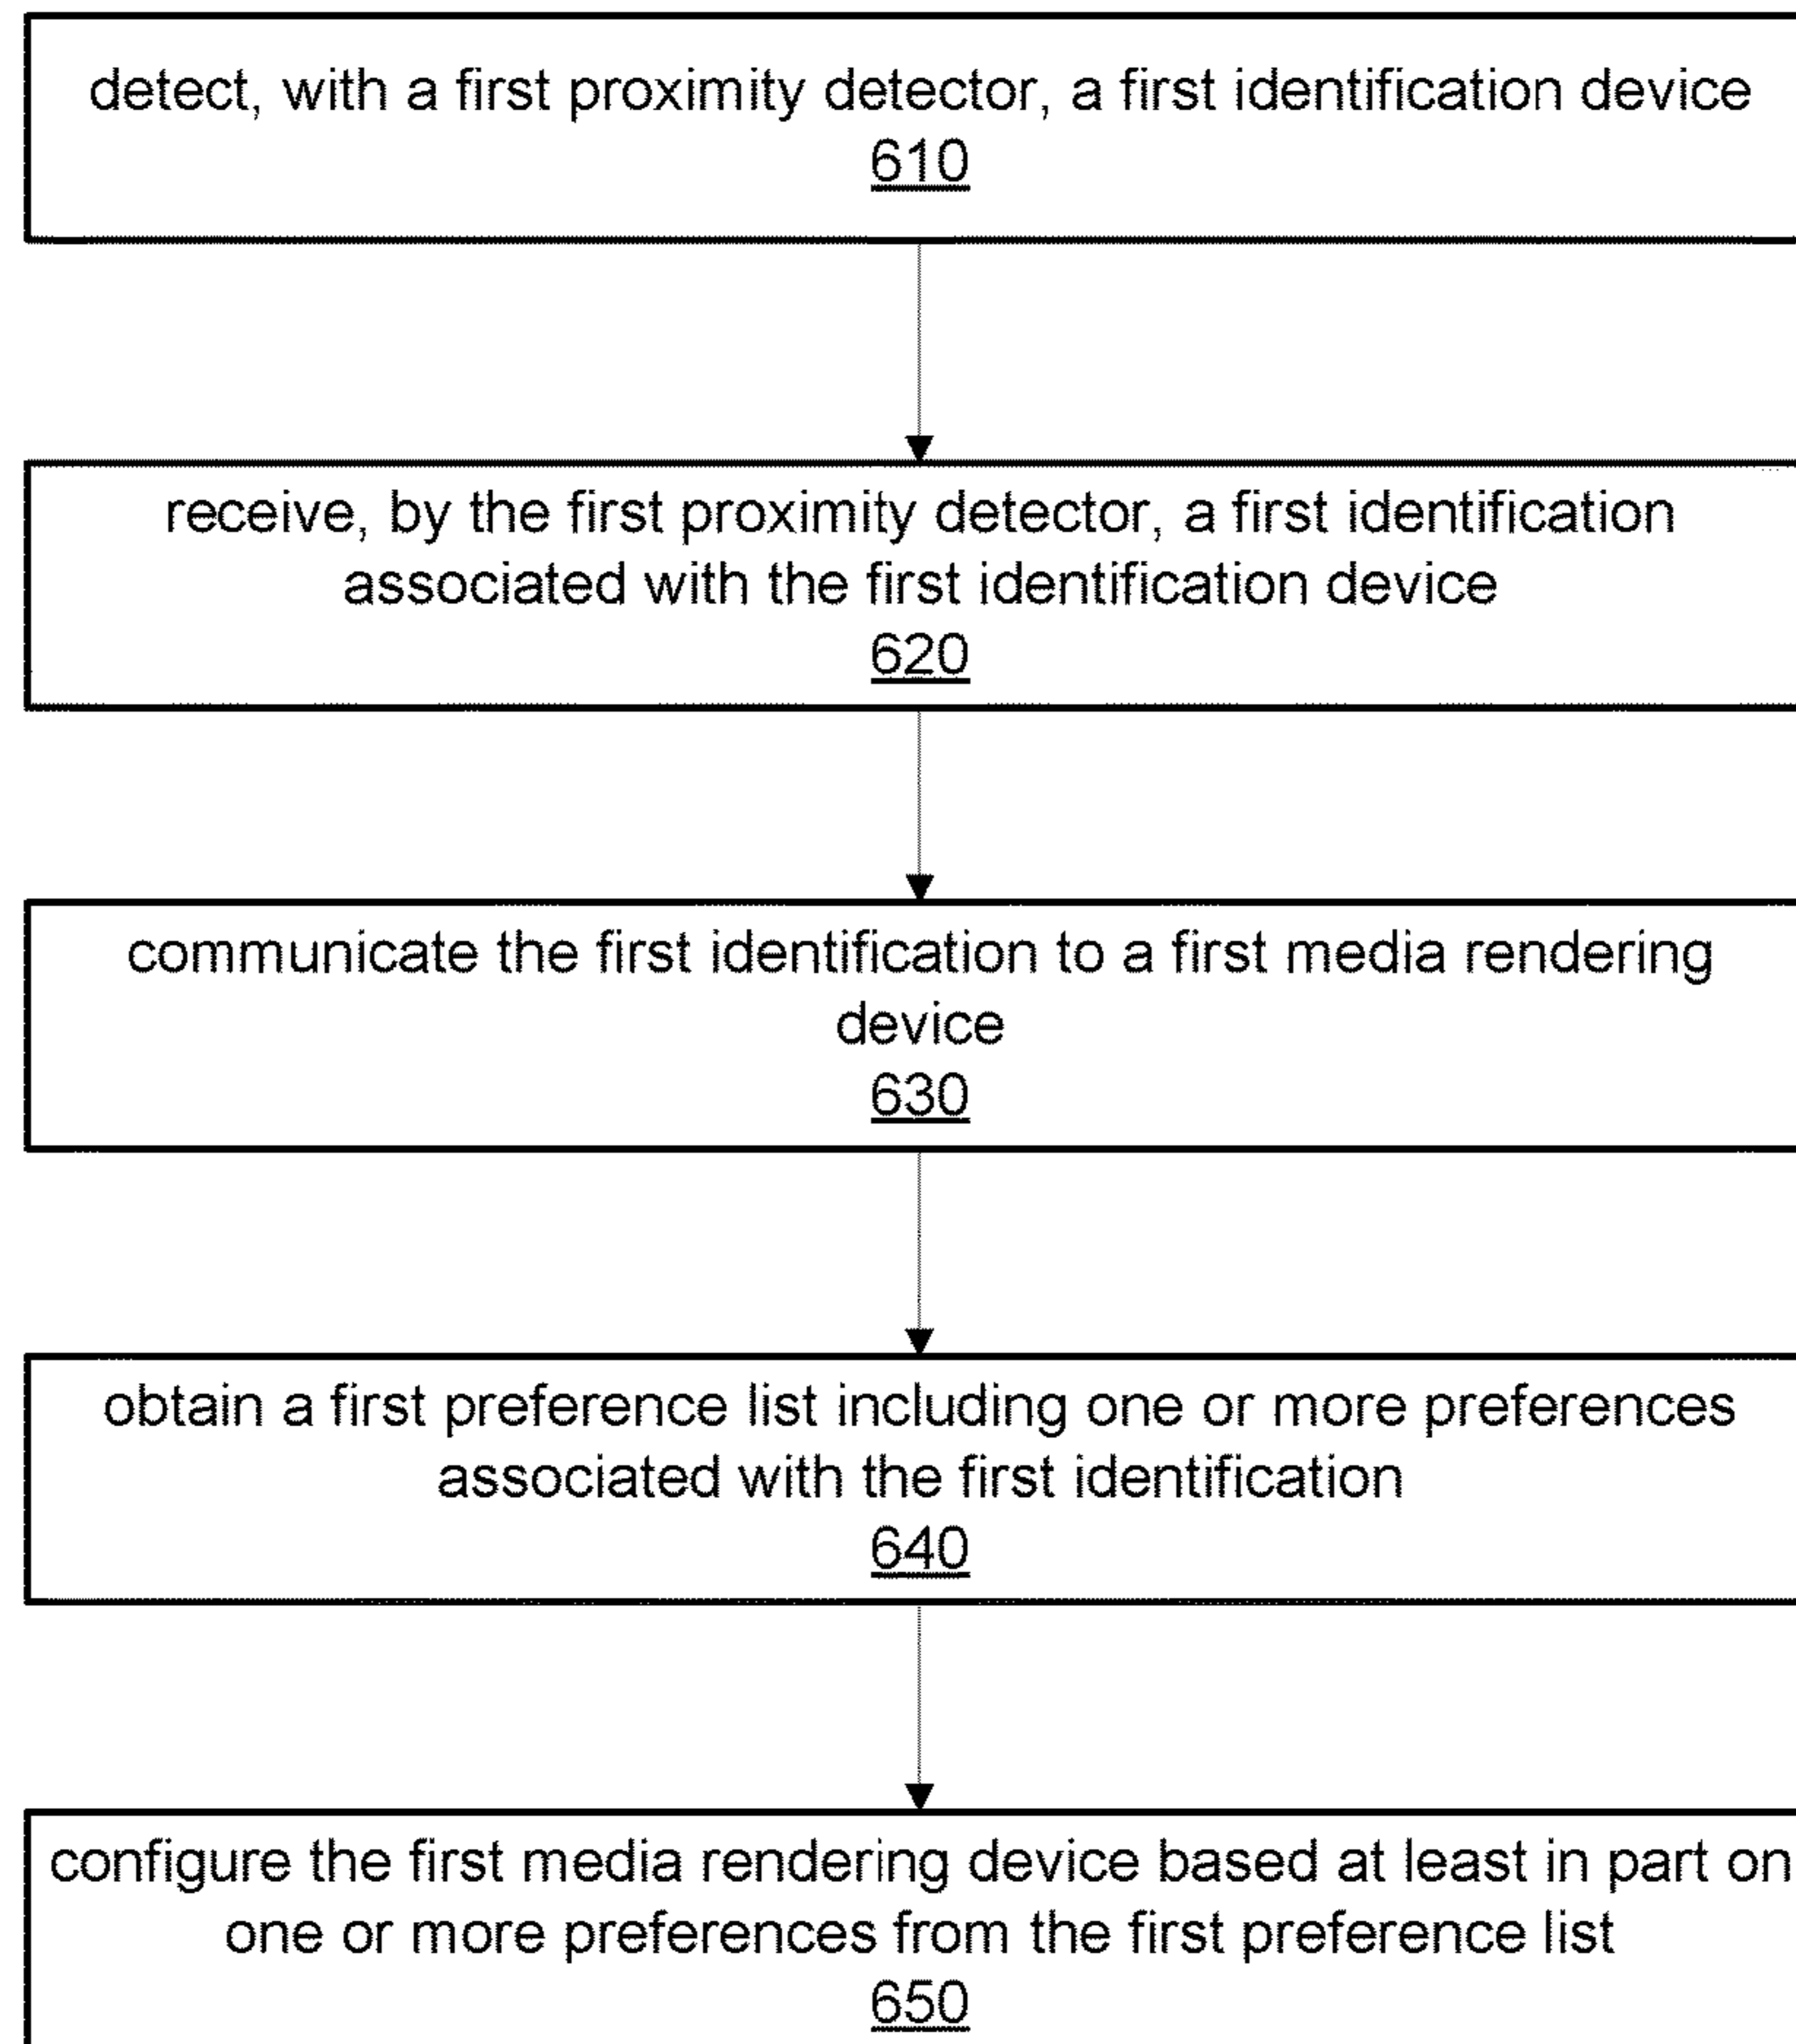 detect, with a first proximity detector, a first identification device
610
receive, by the first proximity detector, a first identification
associated with the first identification device
620
communicate the first identification to a first media rendering
device
630
obtain a first preference list including one or more preferences
associated with the first identification
640
configure the first media rendering device based at least in part on
one or more preferences from the first preference list
650